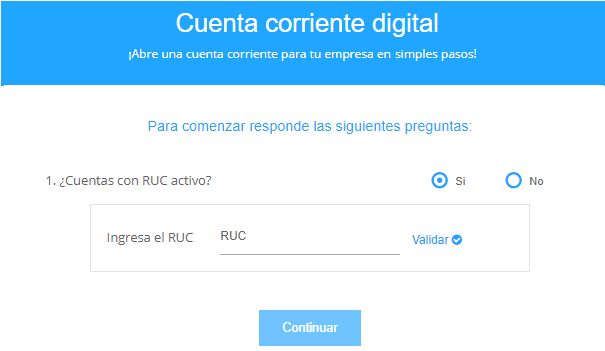 Cuenta corriente digital
¡Abre una cuenta corriente para tu empresa en simples pasos!
Para comenzar responde las siguientes preguntas:
1. ¿Cuentas con RUC activo? Si No
Ingresa el RUC RUC Validar
Continuar